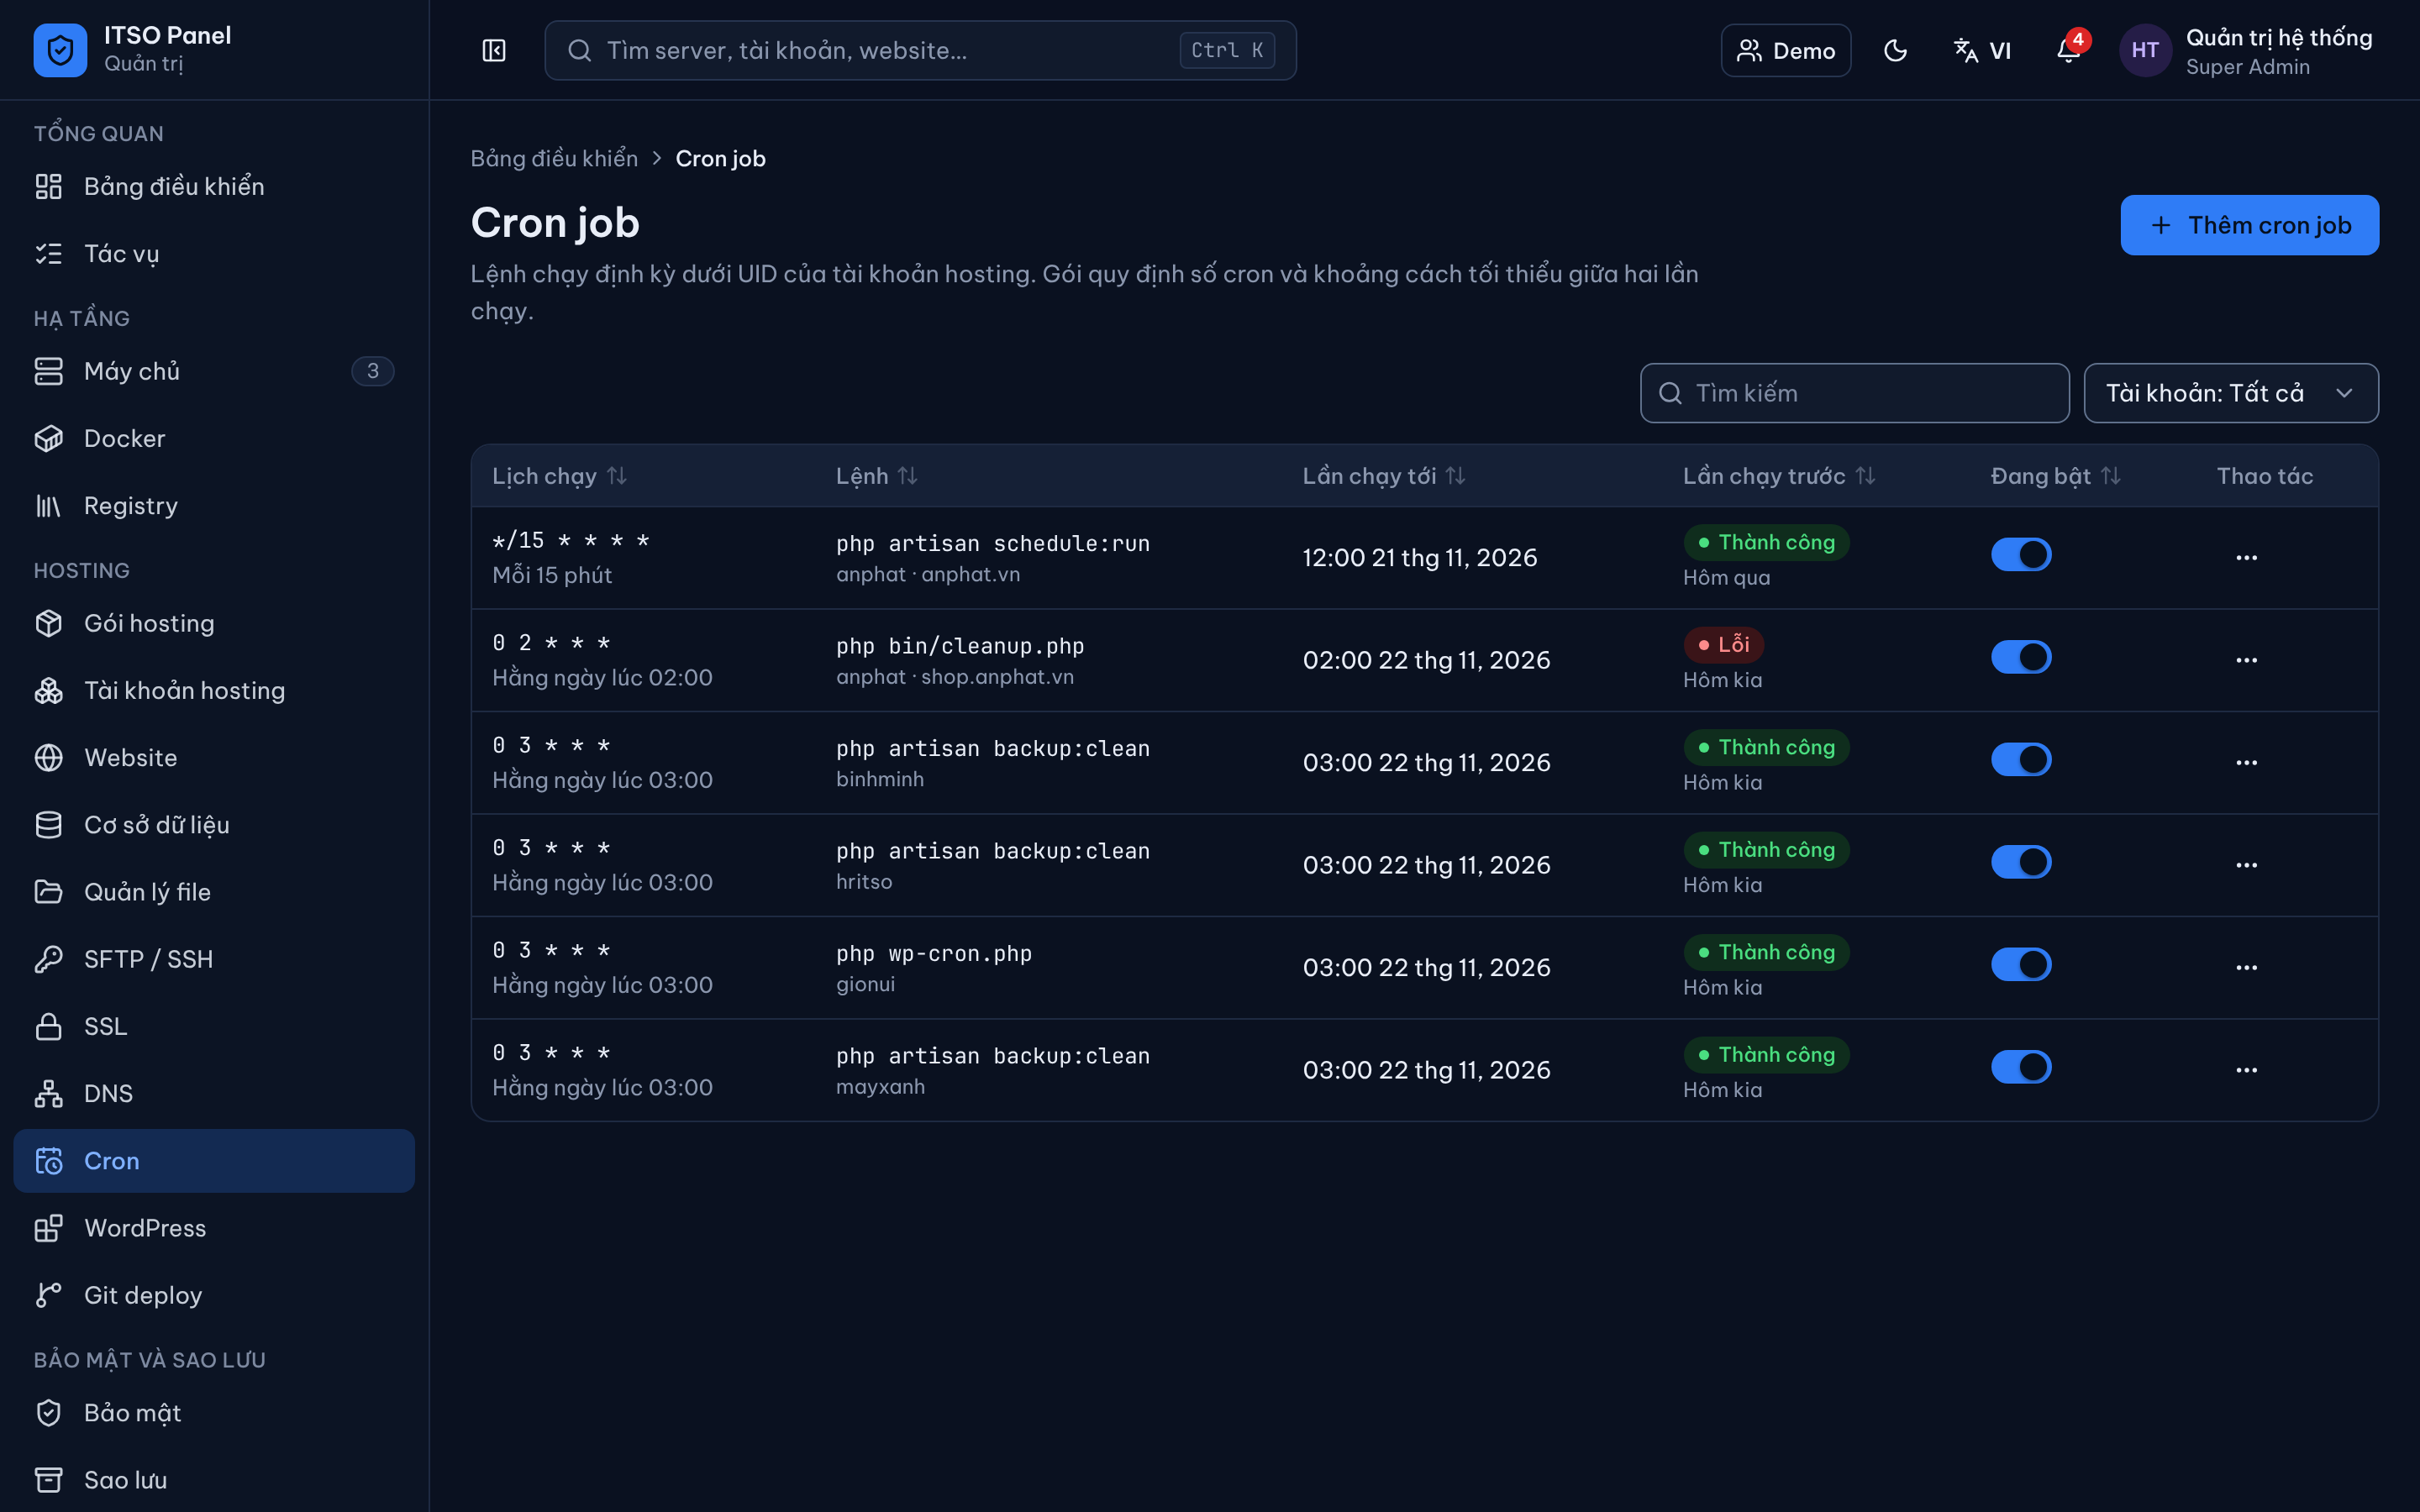 ITSO Panel
Quản trị
Tìm server, tài khoản, website...
Ctrl K
Demo
VI
4
HT
Quản trị hệ thống
Super Admin
TỔNG QUAN
Bảng điều khiển
Tác vụ
HẠ TẦNG
Máy chủ
3
Docker
Registry
HOSTING
Gói hosting
Tài khoản hosting
Website
Cơ sở dữ liệu
Quản lý file
SFTP / SSH
SSL
DNS
Cron
WordPress
Git deploy
BẢO MẬT VÀ SAO LƯU
Bảo mật
Sao lưu
Bảng điều khiển > Cron job
Cron job
Thêm cron job
Lệnh chạy định kỳ dưới UID của tài khoản hosting. Gói quy định số cron và khoảng cách tối thiểu giữa hai lần
chạy.
Tìm kiếm
Tài khoản: Tất cả
Lịch chạy Lệnh Lần chạy tới Lần chạy trước Đang bật Thao tác
*/15 * * * *
Mỗi 15 phút
php artisan schedule:run
anphat · anphat.vn
12:00 21 thg 11, 2026
Thành công
Hôm qua
0 2 * * *
Hằng ngày lúc 02:00
php bin/cleanup.php
anphat · shop.anphat.vn
02:00 22 thg 11, 2026
Lỗi
Hôm kia
0 3 * * *
Hằng ngày lúc 03:00
php artisan backup:clean
binhminh
03:00 22 thg 11, 2026
Thành công
Hôm kia
0 3 * * *
Hằng ngày lúc 03:00
php artisan backup:clean
hritso
03:00 22 thg 11, 2026
Thành công
Hôm kia
0 3 * * *
Hằng ngày lúc 03:00
php wp-cron.php
gionui
03:00 22 thg 11, 2026
Thành công
Hôm kia
0 3 * * *
Hằng ngày lúc 03:00
php artisan backup:clean
mayxanh
03:00 22 thg 11, 2026
Thành công
Hôm kia